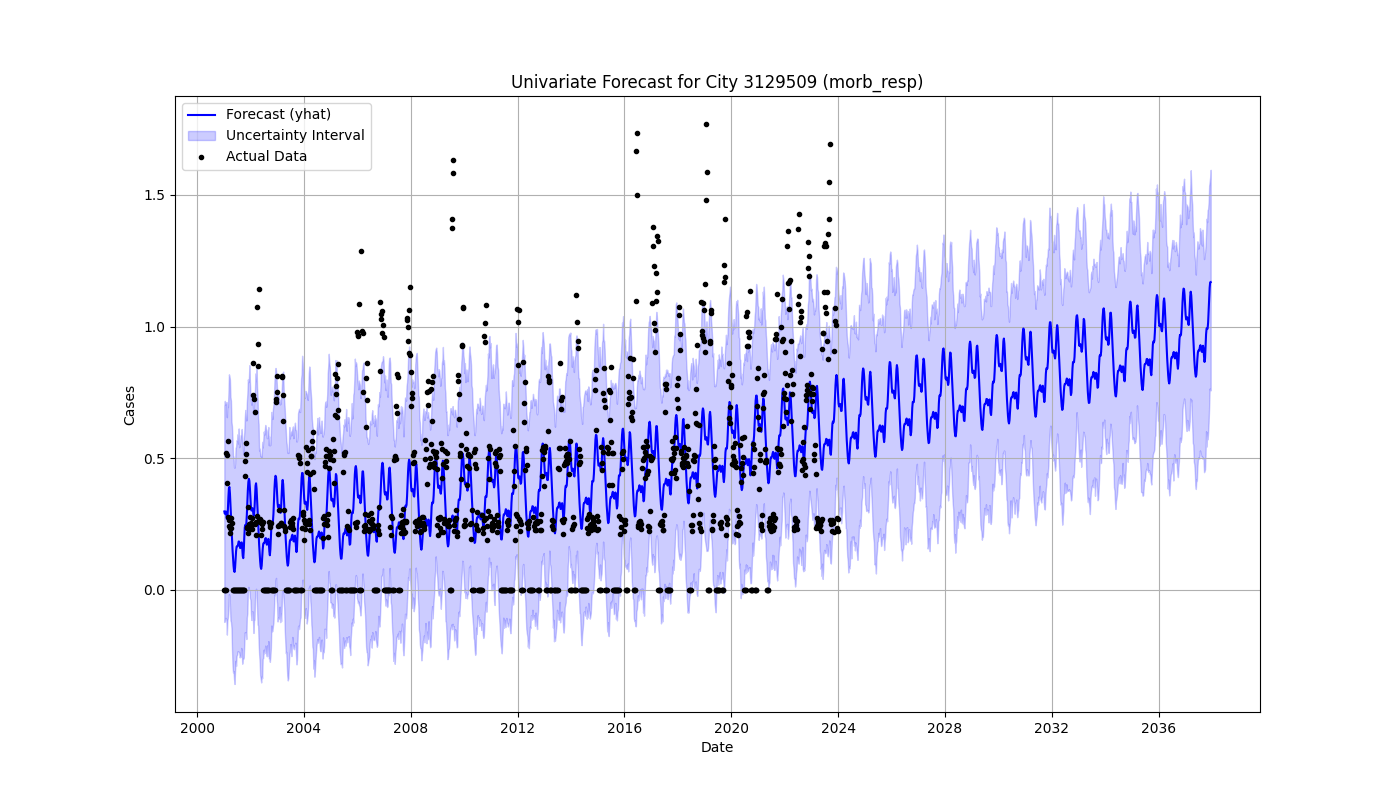 Univariate Forecast for City 3129509 (morb_resp)
Forecast (yhat)
Uncertainty Interval
Actual Data
Cases
1.5
1.0
0.5
0.0
2000 2004 2008 2012 2016 2020 2024 2028 2032 2036
Date